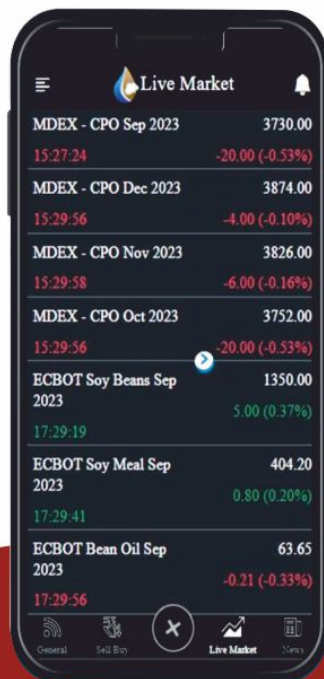 Live Market
MDEX - CPO Sep 2023 3730.00
15:27:24 -20.00 (-0.53%)
MDEX - CPO Dec 2023 3874.00
15:29:56 -4.00 (-0.10%)
MDEX - CPO Nov 2023 3826.00
15:29:58 -6.00 (-0.16%)
MDEX - CPO Oct 2023 3752.00
15:29:56 -20.00 (-0.53%)
ECBOT Soy Beans Sep 1350.00
2023 5.00 (0.37%)
17:29:19
ECBOT Soy Meal Sep 404.20
2023 0.80 (0.20%)
17:29:41
ECBOT Bean Oil Sep 63.65
2023 -0.21 (-0.33%)
17:29:56
General Sell Buy Live Market News